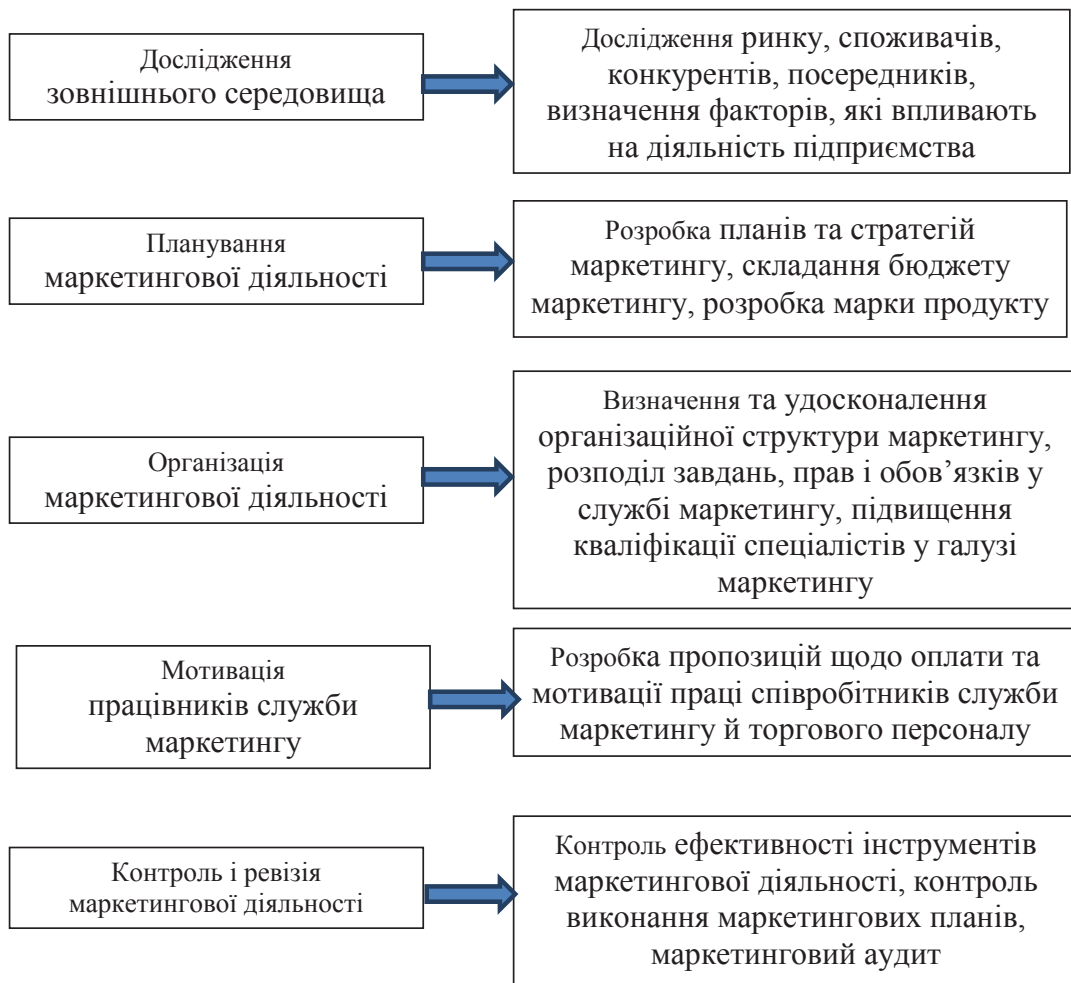 Дослідження
зовнішнього середовища
Дослідження ринку, споживачів,
конкурентів, посередників,
визначення факторів, які впливають
на діяльність підприємства
Планування
маркетингової діяльності
Розробка планів та стратегій
маркетингу, складання бюджету
маркетингу, розробка марки продукту
Організація
маркетингової діяльності
Визначення та удосконалення
організаційної структури маркетингу,
розподіл завдань, прав і обов’язків у
службі маркетингу, підвищення
кваліфікації спеціалістів у галузі
маркетингу
Мотивація
працівників служби
маркетингу
Розробка пропозицій щодо оплати та
мотивації праці співробітників служби
маркетингу й торгового персоналу
Контроль і ревізія
маркетингової діяльності
Контроль ефективності інструментів
маркетингової діяльності, контроль
виконання маркетингових планів,
маркетинговий аудит